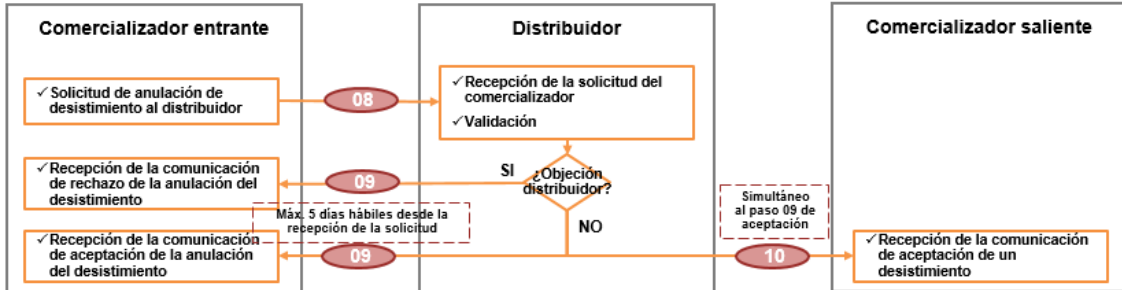 Comercializador entrante
Distribuidor
Comercializador saliente
✓Solicitud de anulación de
desistimiento al distribuidor
08
✓Recepción de la solicitud del
comercializador
✓Validación
✓Recepción de la comunicación
de rechazo de la anulación del
desistimiento
09
SI
¿Objeción
distribuidor?
Máx. 5 días hábiles desde la
recepción de la solicitud
NO
Simultáneo
al paso 09 de
aceptación
✓Recepción de la comunicación
de aceptación de la anulación
del desistimiento
09
10
✓Recepción de la comunicación
de aceptación de un
desistimiento